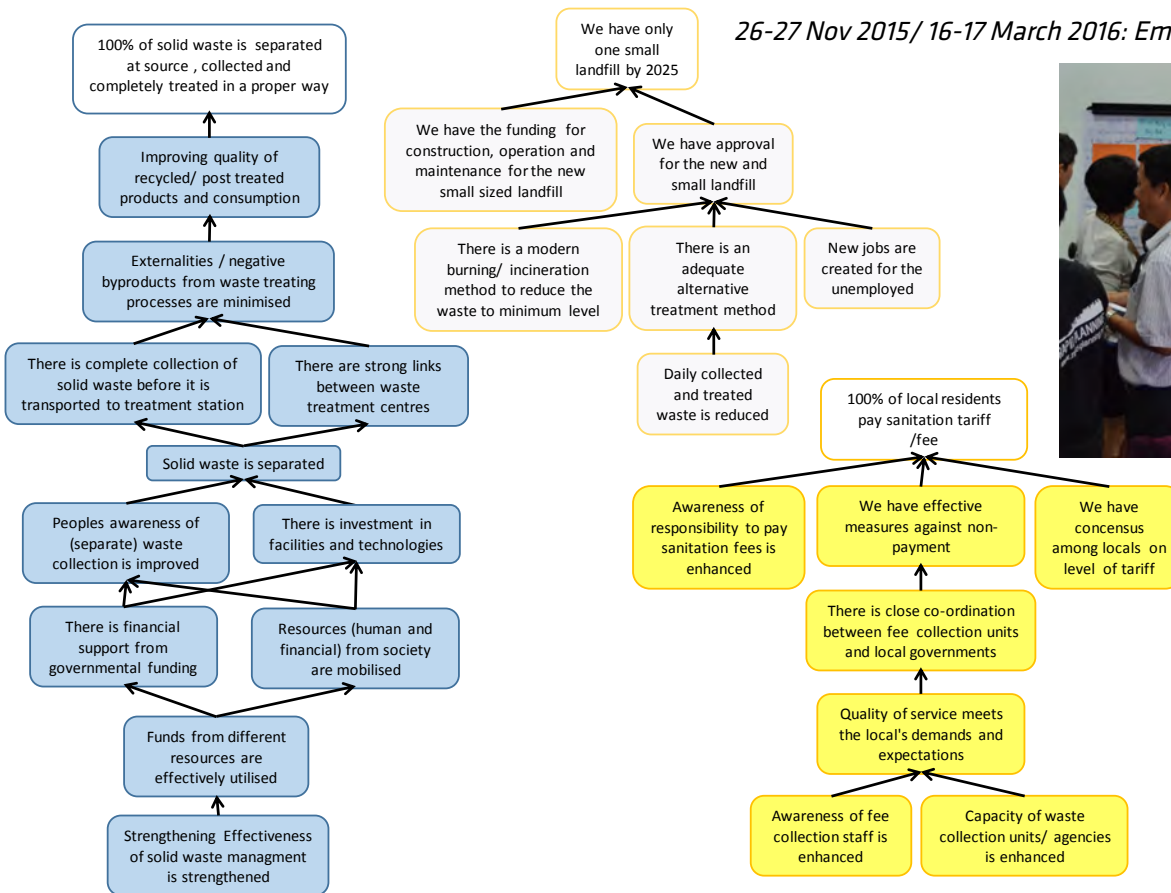 26-27 Nov 2015/ 16-17 March 2016: Em
100% of solid waste is separated
at source , collected and
completely treated in a proper way
Improving quality of
recycled/ post treated
products and consumption
Externalities / negative
byproducts from waste treating
processes are minimised
There is complete collection of
solid waste before it is
transported to treatment station
There are strong links
between waste
treatment centres
Solid waste is separated
Peoples awareness of
(separate) waste
collection is improved
There is investment in
facilities and technologies
There is financial
support from
governmental funding
Resources (human and
financial) from society
are mobilised
Funds from different
resources are
effectively utilised
Strengthening Effectiveness
of solid waste managment
is strengthened
We have only
one small
landfill by 2025
We have the funding for
construction, operation and
maintenance for the new
small sized landfill
We have approval
for the new and
small landfill
There is a modern
burning/ incineration
method to reduce the
waste to minimum level
There is an
adequate
alternative
treatment method
New jobs are
created for the
unemployed
Daily collected
and treated
waste is reduced
100% of local residents
pay sanitation tariff
/fee
Awareness of
responsibility to pay
sanitation fees is
enhanced
We have effective
measures against non-
payment
We have
concensus
among locals on
level of tariff
There is close co-ordination
between fee collection units
and local governments
Quality of service meets
the local's demands and
expectations
Awareness of fee
collection staff is
enhanced
Capacity of waste
collection units/ agencies
is enhanced